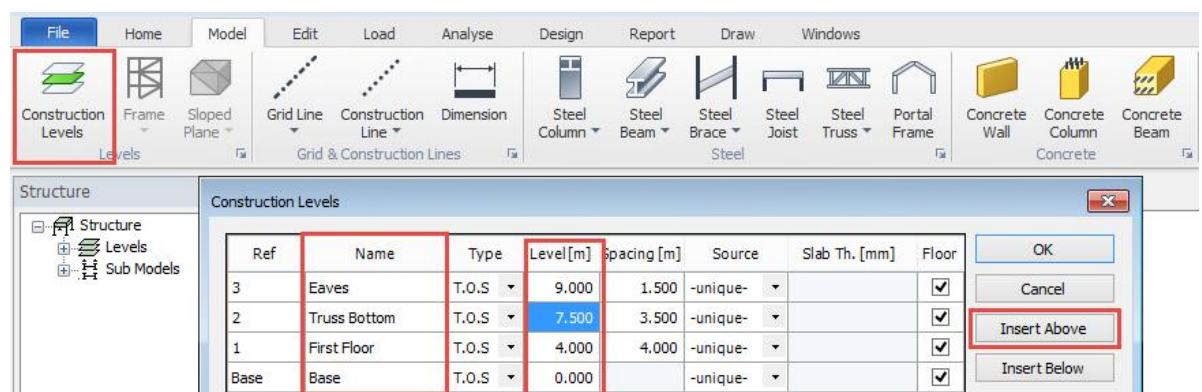 File Home Model Edit Load Analyse Design Report Draw Windows
Construction Levels Frame Sloped Plane Grid Line Construction Line Dimension Steel Column Steel Beam Steel Brace Steel Joist Steel Truss Portal Frame Concrete Wall Concrete Column Concrete Beam
Levels Grid & Construction Lines Steel Concrete
Structure
Structure
Levels
Sub Models
Construction Levels
Ref Name Type Level [m] Spacing [m] Source Slab Th. [mm] Floor
3 Eaves T.O.S 9.000 1.500 -unique-
2 Truss Bottom T.O.S 7.500 3.500 -unique-
1 First Floor T.O.S 4.000 4.000 -unique-
Base Base T.O.S 0.000 -unique-
OK
Cancel
Insert Above
Insert Below